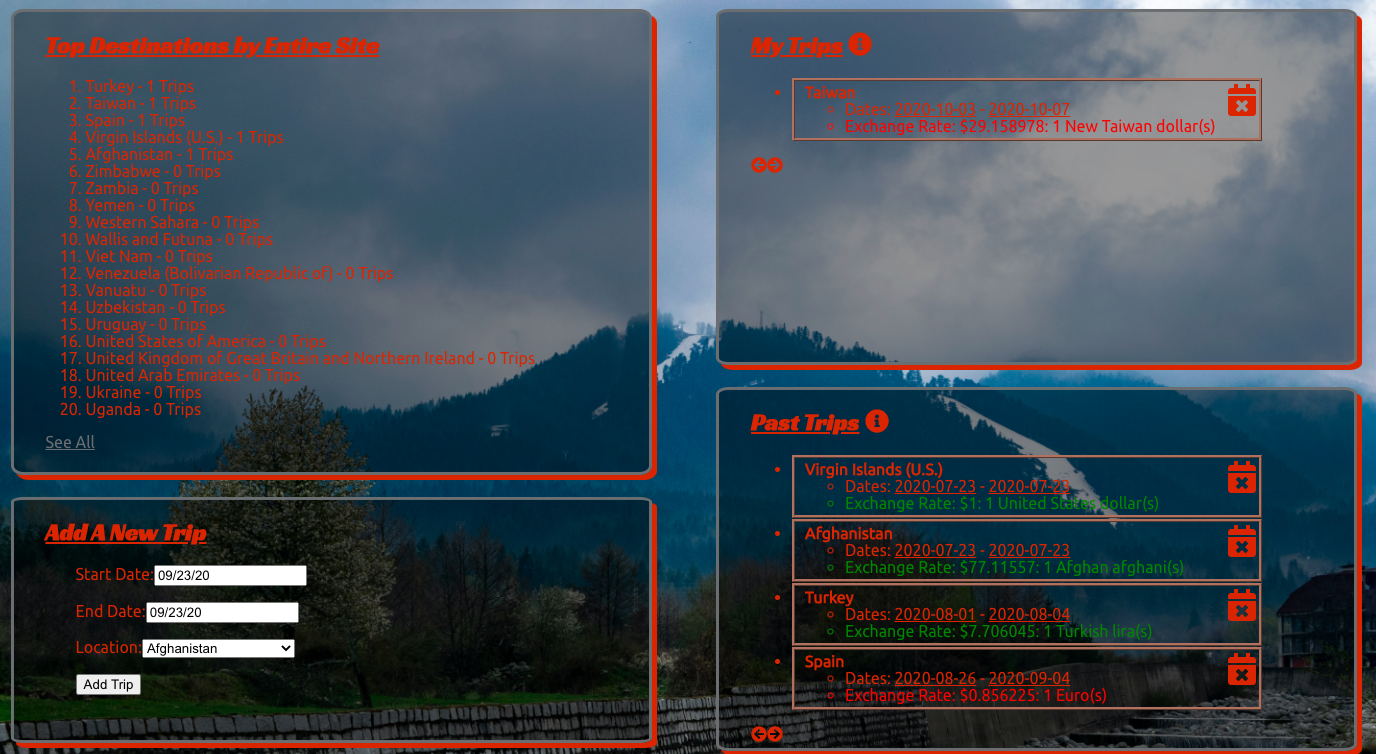 Top Destinations by Entire Site
1. Turkey - 1 Trips
2. Taiwan - 1 Trips
3. Spain - 1 Trips
4. Virgin Islands (U.S.) - 1 Trips
5. Afghanistan - 1 Trips
6. Zimbabwe - 0 Trips
7. Zambia - 0 Trips
8. Yemen - 0 Trips
9. Western Sahara - 0 Trips
10. Wallis and Futuna - 0 Trips
11. Viet Nam - 0 Trips
12. Venezuela (Bolivarian Republic of) - 0 Trips
13. Vanuatu - 0 Trips
14. Uzbekistan - 0 Trips
15. Uruguay - 0 Trips
16. United States of America - 0 Trips
17. United Kingdom of Great Britain and Northern Ireland - 0 Trips
18. United Arab Emirates - 0 Trips
19. Ukraine - 0 Trips
20. Uganda - 0 Trips
See All
Add A New Trip
Start Date: 09/23/20
End Date: 09/23/20
Location: Afghanistan
Add Trip
My Trips
Taiwan
Dates: 2020-10-03 - 2020-10-07
Exchange Rate: $29.158978: 1 New Taiwan dollar(s)
Past Trips
Virgin Islands (U.S.)
Dates: 2020-07-23 - 2020-07-23
Exchange Rate: $1: 1 United States dollar(s)
Afghanistan
Dates: 2020-07-23 - 2020-07-23
Exchange Rate: $77.11557: 1 Afghan afghani(s)
Turkey
Dates: 2020-08-01 - 2020-08-04
Exchange Rate: $7.706045: 1 Turkish lira(s)
Spain
Dates: 2020-08-26 - 2020-09-04
Exchange Rate: $0.856225: 1 Euro(s)